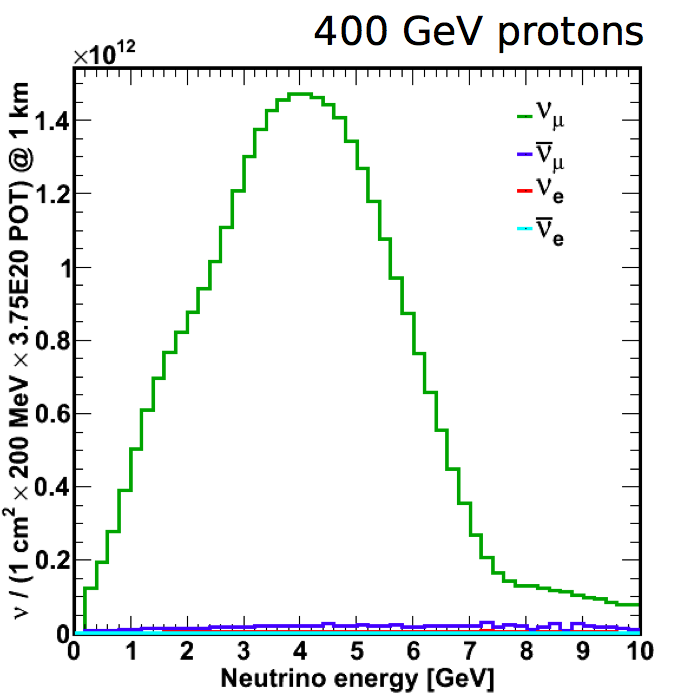 400 GeV protons
×10¹²
ν / (1 cm² × 200 MeV × 3.75E20 POT) @ 1 km
1.4
1.2
1
0.8
0.6
0.4
0.2
0
ν_μ
ν̅_μ
ν_e
ν̅_e
0 1 2 3 4 5 6 7 8 9 10
Neutrino energy [GeV]